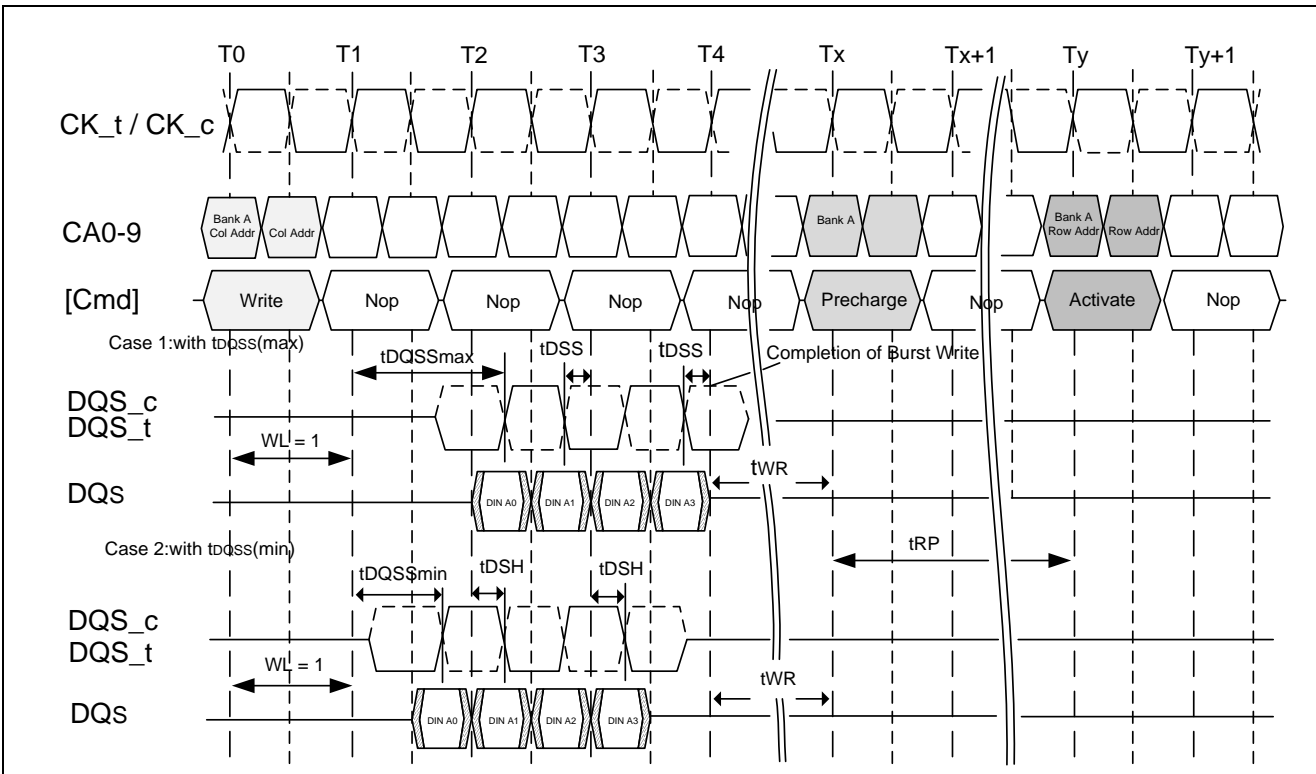 T0 T1 T2 T3 T4 Tx Tx+1 Ty Ty+1
CK_t / CK_c
CA0-9
Bank A
Col Addr
Col Addr
Bank A
Bank A
Row Addr
Row Addr
[Cmd] Write Nop Nop Nop Nop Precharge Nop Activate Nop
Case 1:with tDQSS(max)
tDQSSmax tDSS tDSS Completion of Burst Write
DQS_c
DQS_t
WL = 1
tWR
DQs
DIN A0 DIN A1 DIN A2 DIN A3
Case 2:with tDQSS(min)
tRP
tDQSSmin tDSH tDSH
DQS_c
DQS_t
WL = 1
tWR
DQs
DIN A0 DIN A1 DIN A2 DIN A3